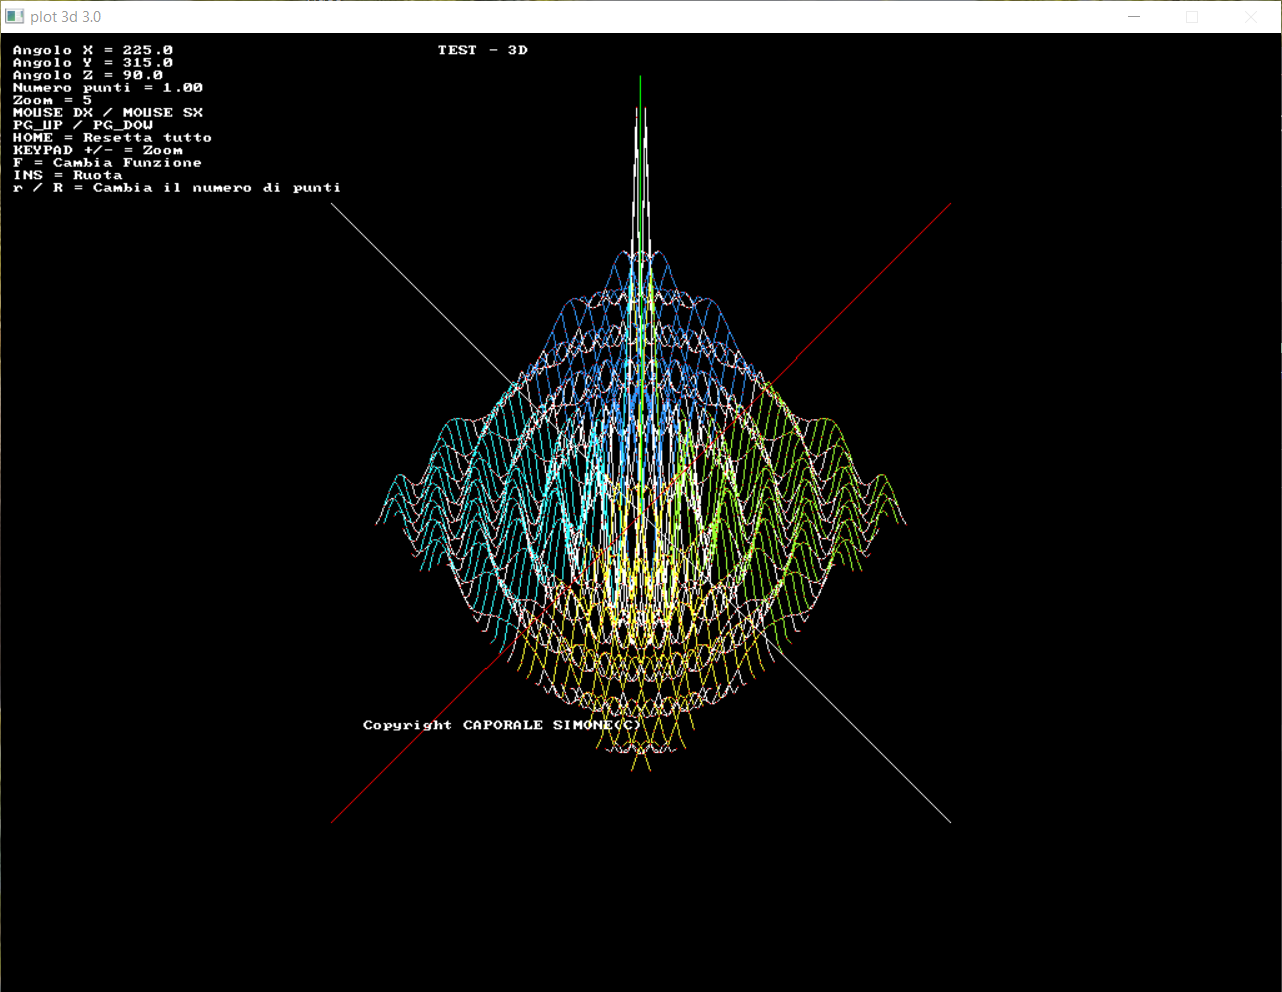 plot 3d 3.0
TEST - 3D
Angolo X = 225.0
Angolo Y = 315.0
Angolo Z = 90.0
Numero punti = 1.00
Zoom = 5
MOUSE DX / MOUSE SX
PG_UP / PG_DOW
HOME = Resetta tutto
KEYPAD +/- = Zoom
F = Cambia Funzione
INS = Ruota
r / R = Cambia il numero di punti
Copyright CAPORALE SIMONE(C)